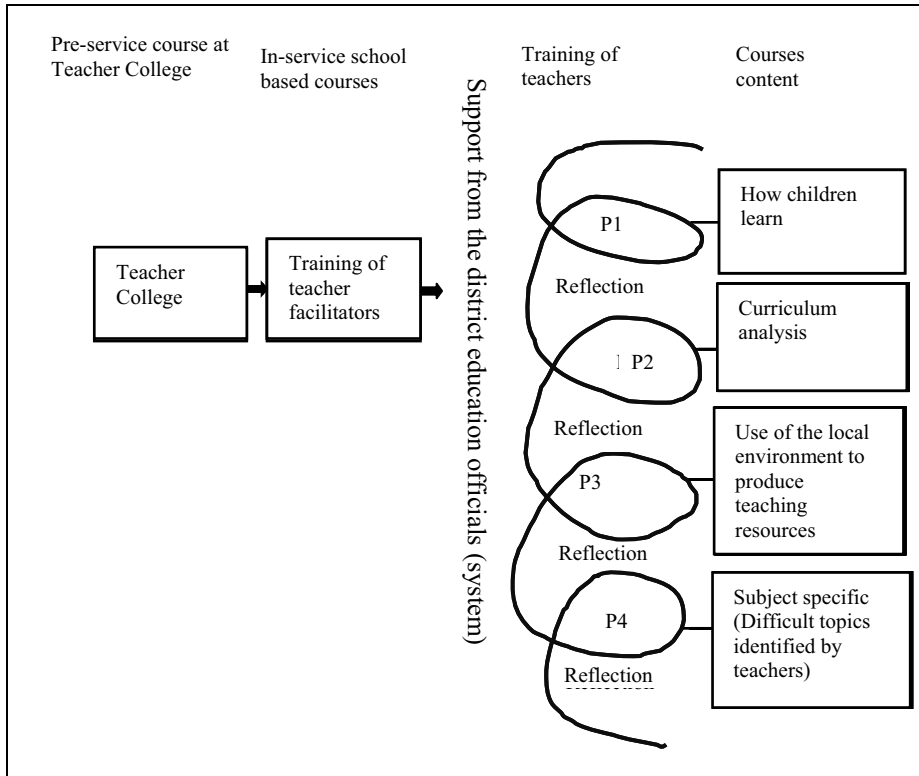 Pre-service course at
Teacher College
In-service school
based courses
Support from the district education officials (system)
Training of
teachers
Courses
content
Teacher
College
Training of
teacher
facilitators
P1
How children
learn
Reflection
P2
Curriculum
analysis
Reflection
P3
Use of the local
environment to
produce
teaching
resources
Reflection
P4
Subject specific
(Difficult topics
identified by
teachers)
Reflection